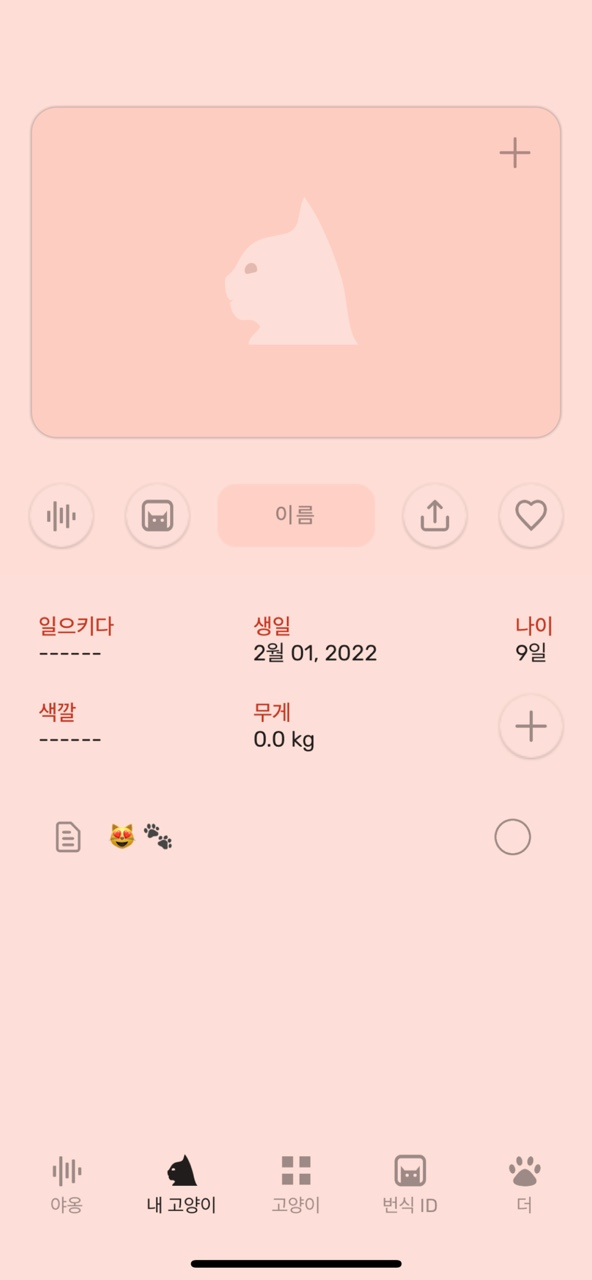 이름
일으키다
------
생일
2월 01, 2022
나이
9일
색깔
------
무게
0.0 kg
😻 🐾
야옹
내 고양이
고양이
번식 ID
더